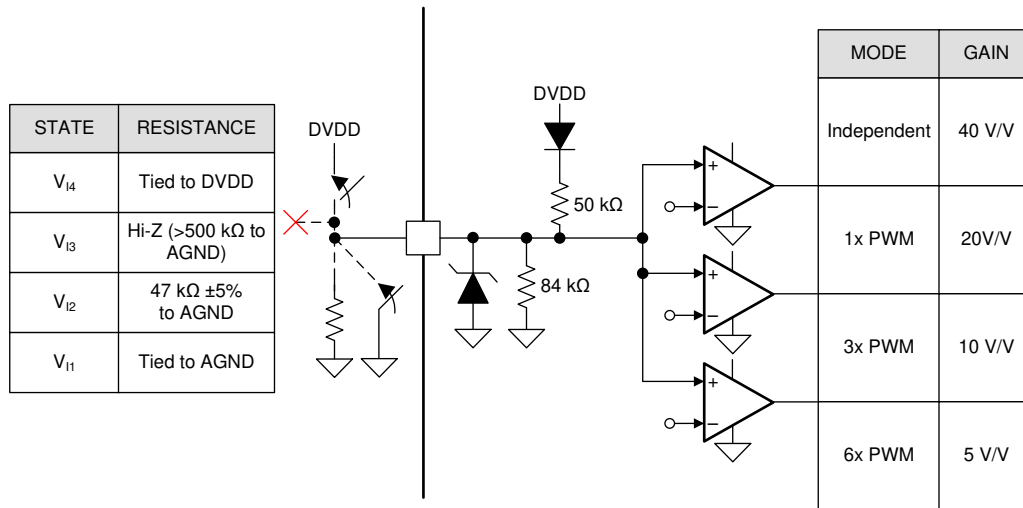 STATE RESISTANCE
V_I4 Tied to DVDD
V_I3 Hi-Z (>500 kΩ to
AGND)
V_I2 47 kΩ ±5%
to AGND
V_I1 Tied to AGND
DVDD
DVDD
50 kΩ
84 kΩ
+
−
+
−
+
−
MODE GAIN
Independent 40 V/V
1x PWM 20V/V
3x PWM 10 V/V
6x PWM 5 V/V